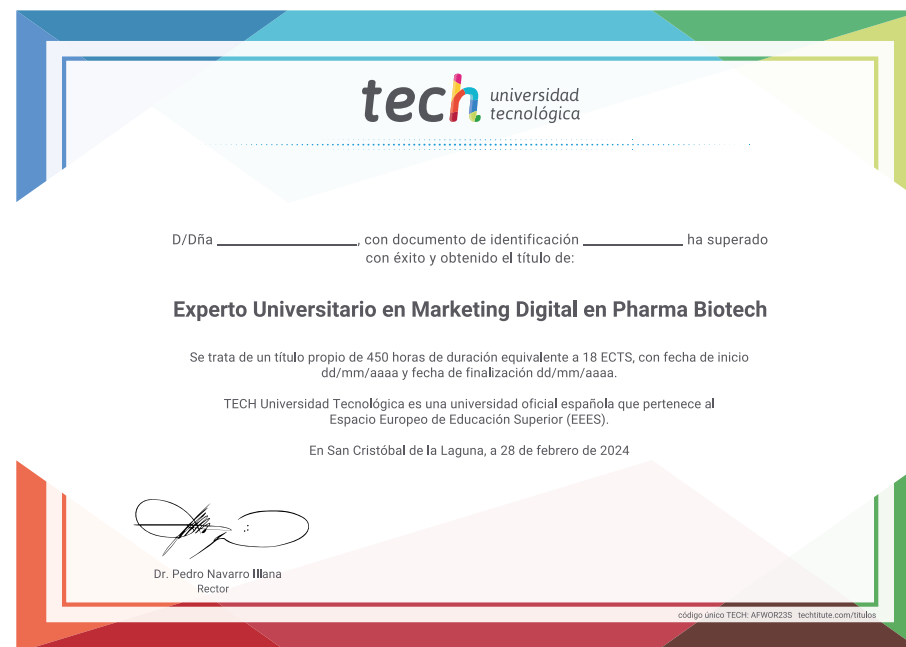 tech universidad
tecnológica
D/Dña ____________________, con documento de identificación ______________ ha superado
con éxito y obtenido el título de:
Experto Universitario en Marketing Digital en Pharma Biotech
Se trata de un título propio de 450 horas de duración equivalente a 18 ECTS, con fecha de inicio
dd/mm/aaaa y fecha de finalización dd/mm/aaaa.
TECH Universidad Tecnológica es una universidad oficial española que pertenece al
Espacio Europeo de Educación Superior (EEES).
En San Cristóbal de la Laguna, a 28 de febrero de 2024
Dr. Pedro Navarro Illana
Rector
código único TECH: AFWOR23S techtitute.com/titulos